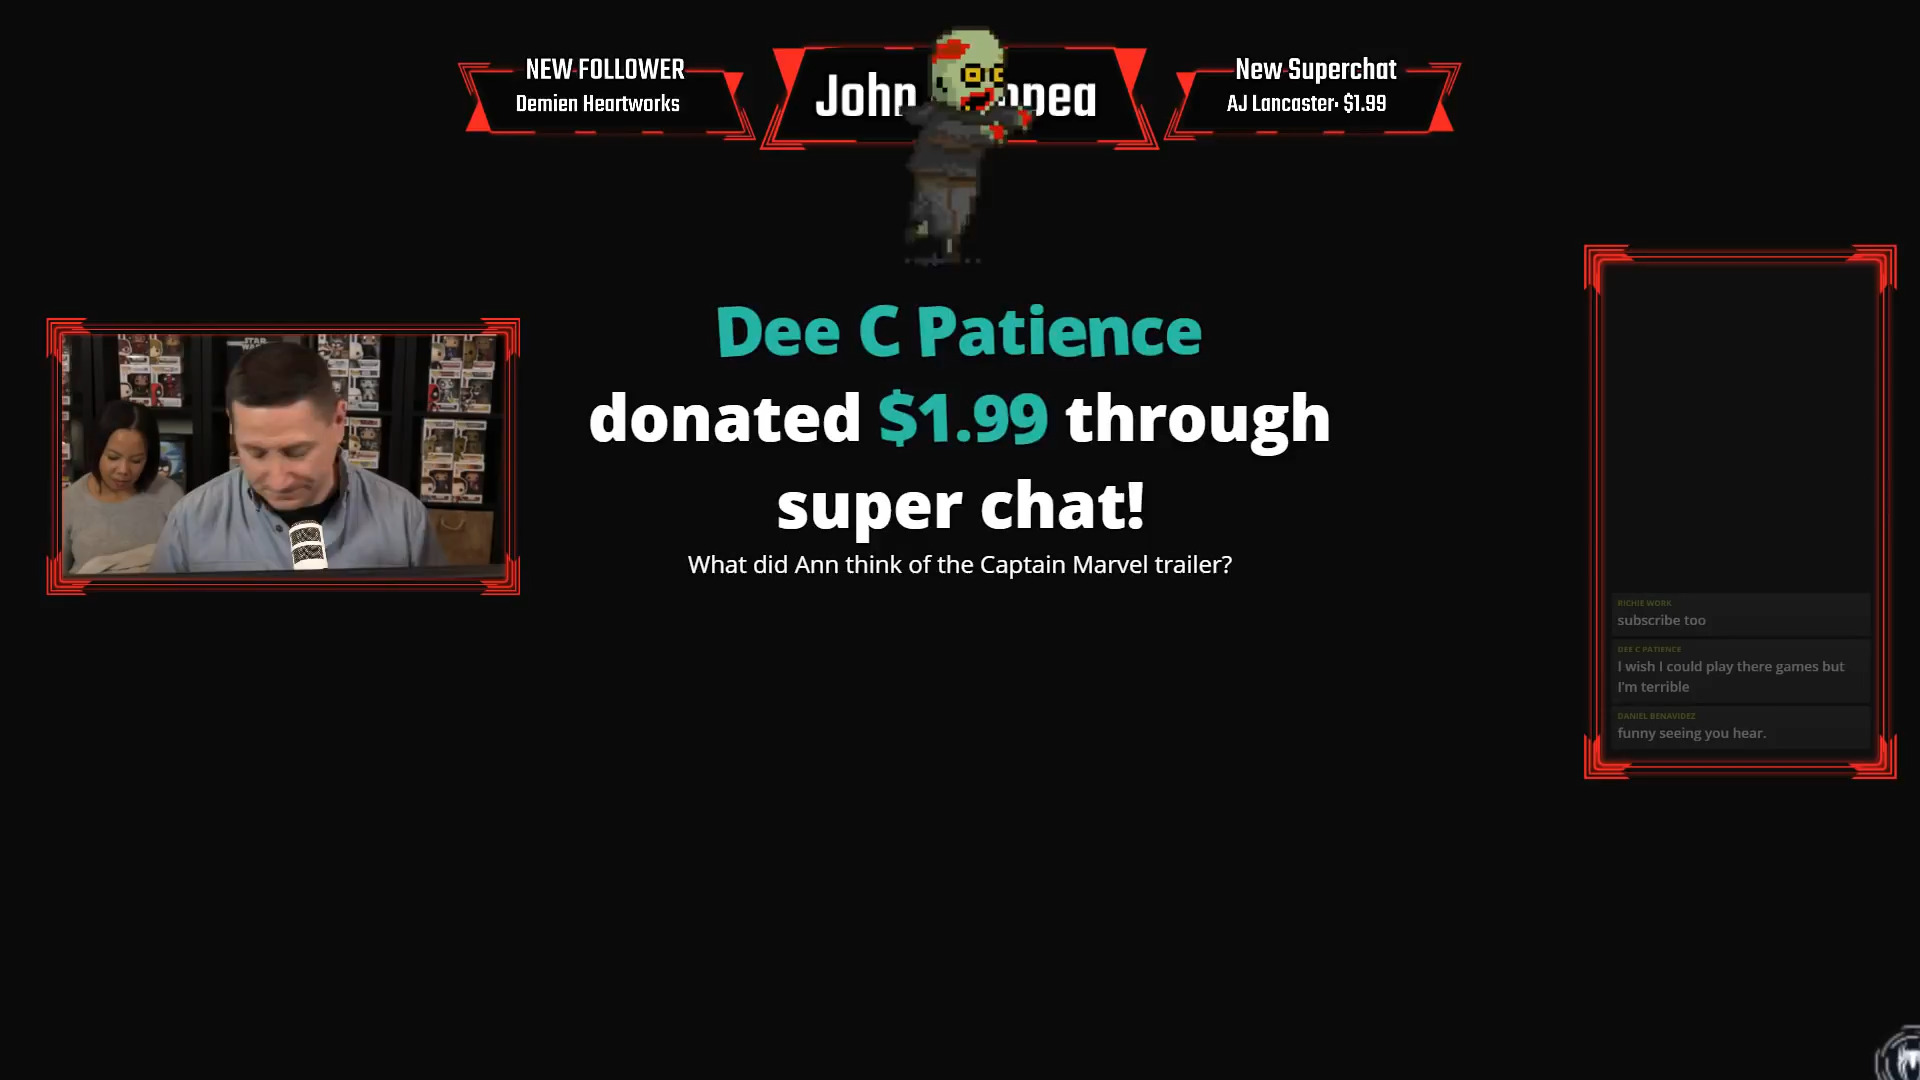 NEW FOLLOWER
Demien Heartworks
John
New Superchat
AJ Lancaster: $1.99
STAR WARS
Dee C Patience
donated $1.99 through
super chat!
What did Ann think of the Captain Marvel trailer?
RICHIE WORK
subscribe too
DEE C PATIENCE
I wish I could play there games but
I'm terrible
DANIEL BENAVIDEZ
funny seeing you hear.